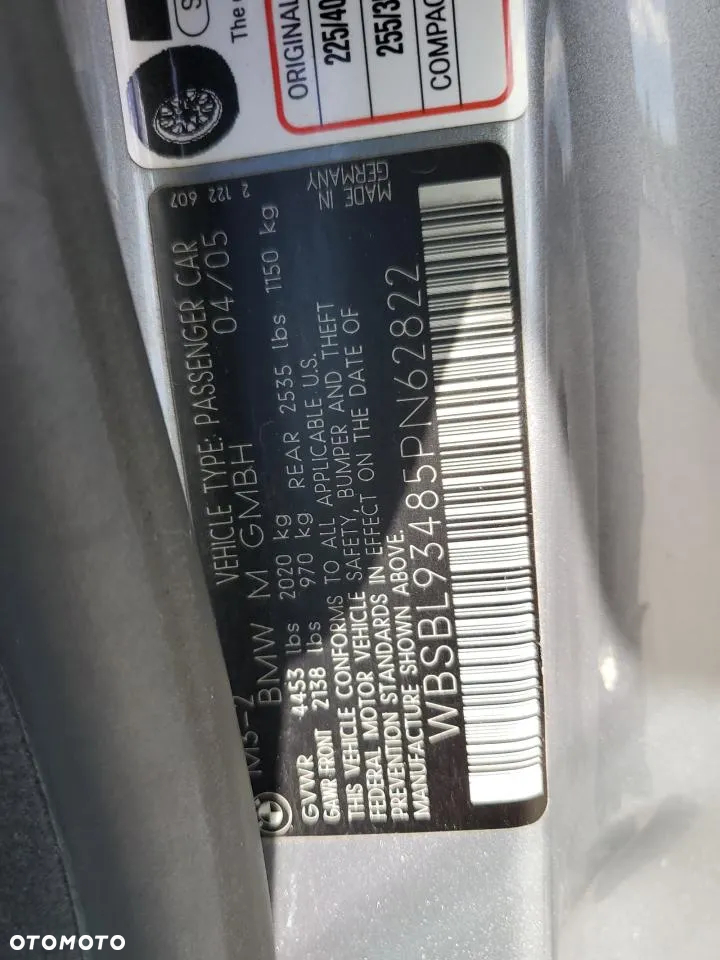 The
ORIGINAL
225/40
255/3
COMPAC
2 122 607
VEHICLE TYPE: PASSENGER CAR
M3-2
BMW M GMBH 04/05
GVWR 4453 lbs 2020 kg REAR 2535 lbs 1150 kg
GAWR FRONT 2138 lbs 970 kg
THIS VEHICLE CONFORMS TO ALL APPLICABLE U.S.
FEDERAL MOTOR VEHICLE SAFETY, BUMPER AND THEFT
PREVENTION STANDARDS IN EFFECT ON THE DATE OF
MANUFACTURE SHOWN ABOVE.
MADE IN
GERMANY
WBSBL93485PN62822
OTOMOTO